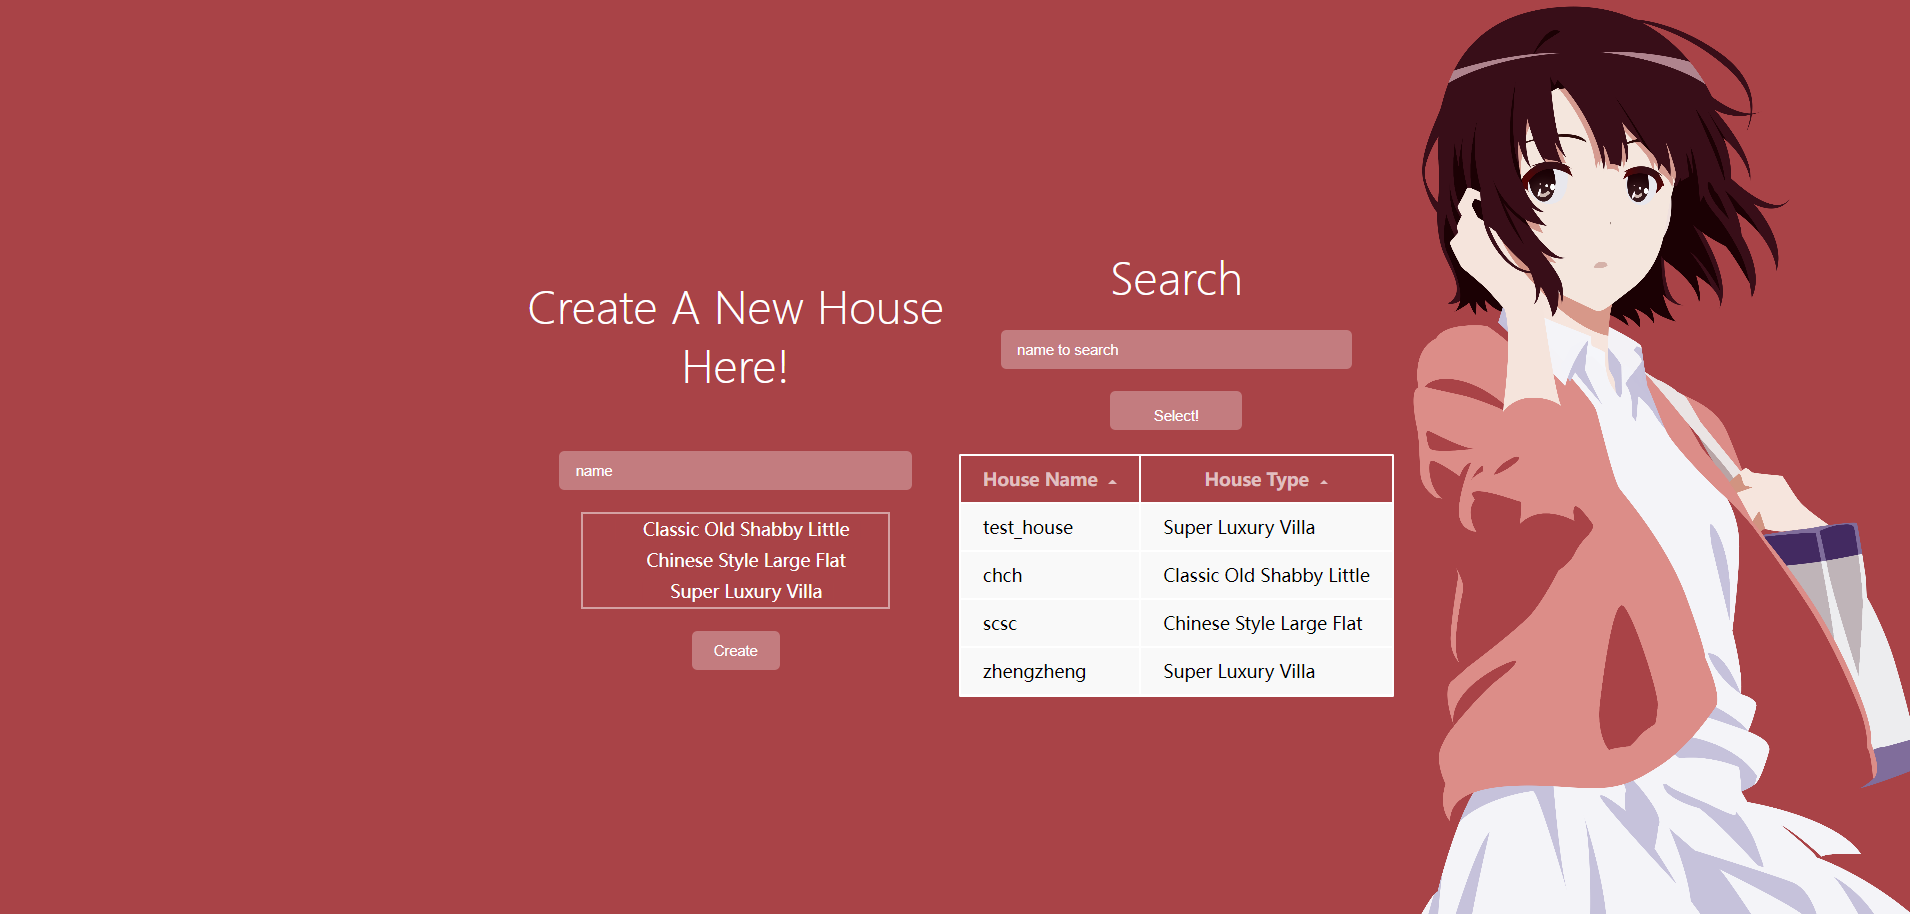 Create A New House
Here!
name
Classic Old Shabby Little
Chinese Style Large Flat
Super Luxury Villa
Create
Search
name to search
Select!
House Name House Type
test_house Super Luxury Villa
chch Classic Old Shabby Little
scsc Chinese Style Large Flat
zhengzheng Super Luxury Villa